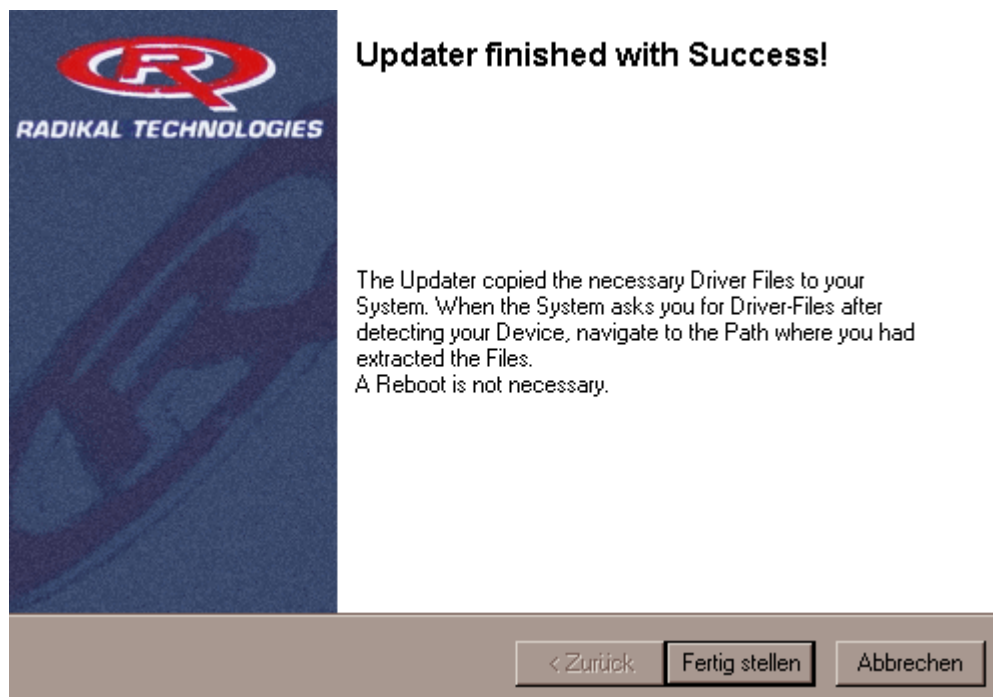 RADIKAL TECHNOLOGIES
Updater finished with Success!
The Updater copied the necessary Driver Files to your
System. When the System asks you for Driver-Files after
detecting your Device, navigate to the Path where you had
extracted the Files.
A Reboot is not necessary.
< Zurück
Fertig stellen
Abbrechen